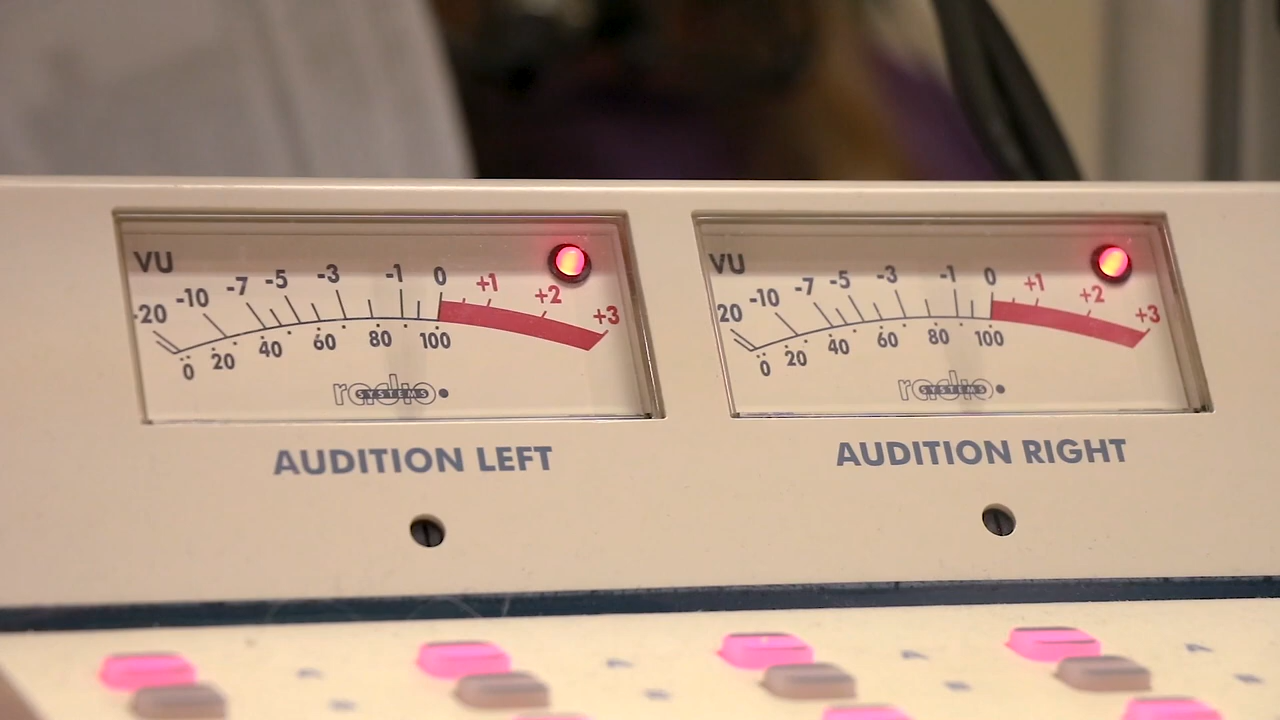 VU
-20 -10 -7 -5 -3 -1 0 +1 +2 +3
0 20 40 60 80 100
radio
SYSTEMS
AUDITION LEFT
VU
20 -10 -7 -5 -3 -1 0 +1 +2 +3
0 20 40 60 80 100
radio
SYSTEMS
AUDITION RIGHT